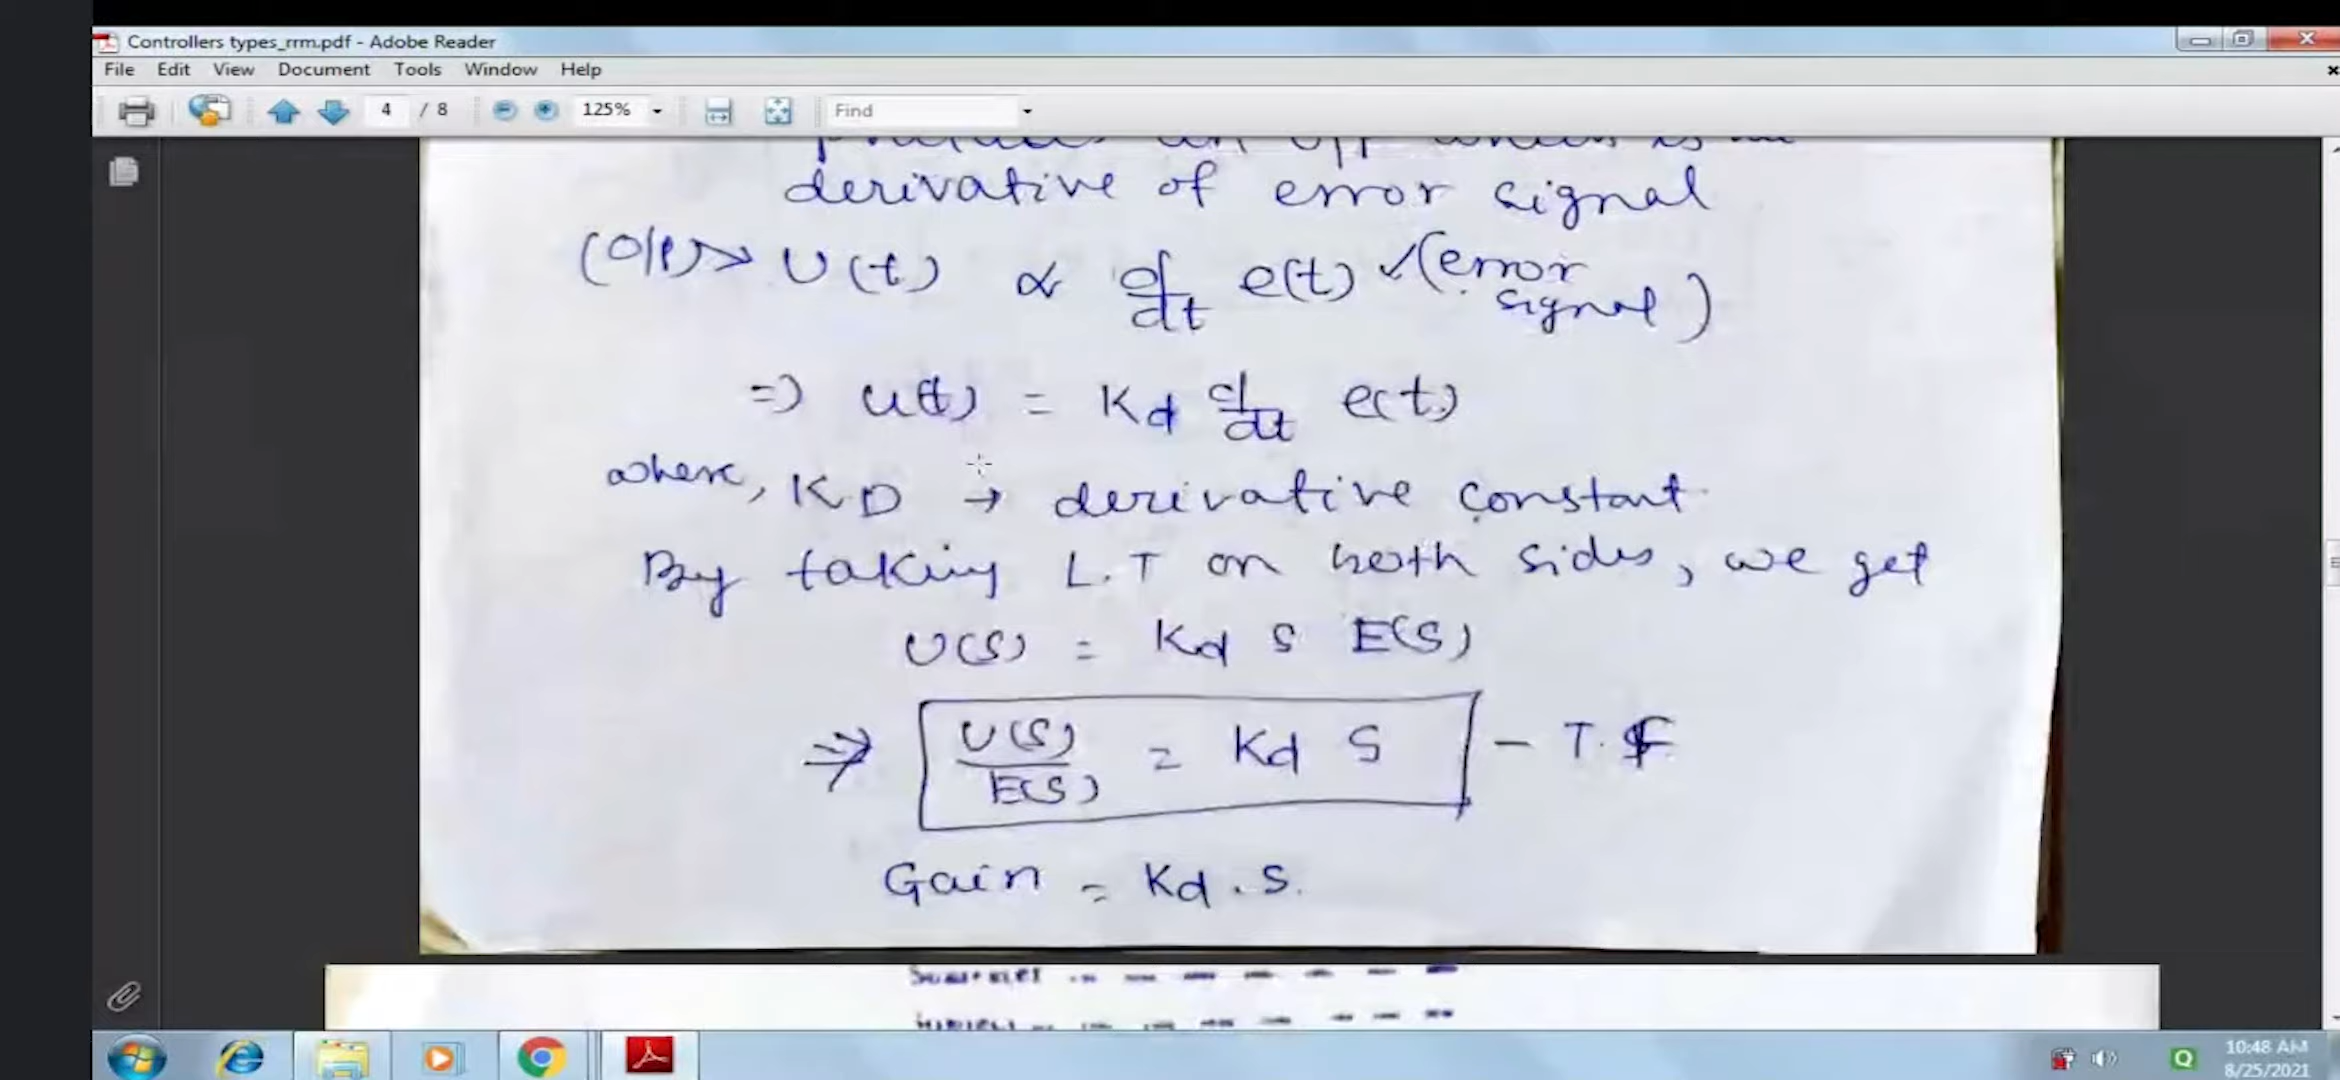 Controllers types_rrm.pdf - Adobe Reader
File Edit View Document Tools Window Help
4 / 8 125% Find
derivative of error signal
(O/P) → U(t) ∝ d/dt e(t) ✓(error signal)
=> u(t) = Kd d/dt e(t)
where, KD → derivative constant.
By taking L.T on both sides, we get
U(S) = Kd S E(S)
=> U(S)/E(S) = Kd S - T.F
Gain = Kd . S.
10:48 AM
8/25/2021